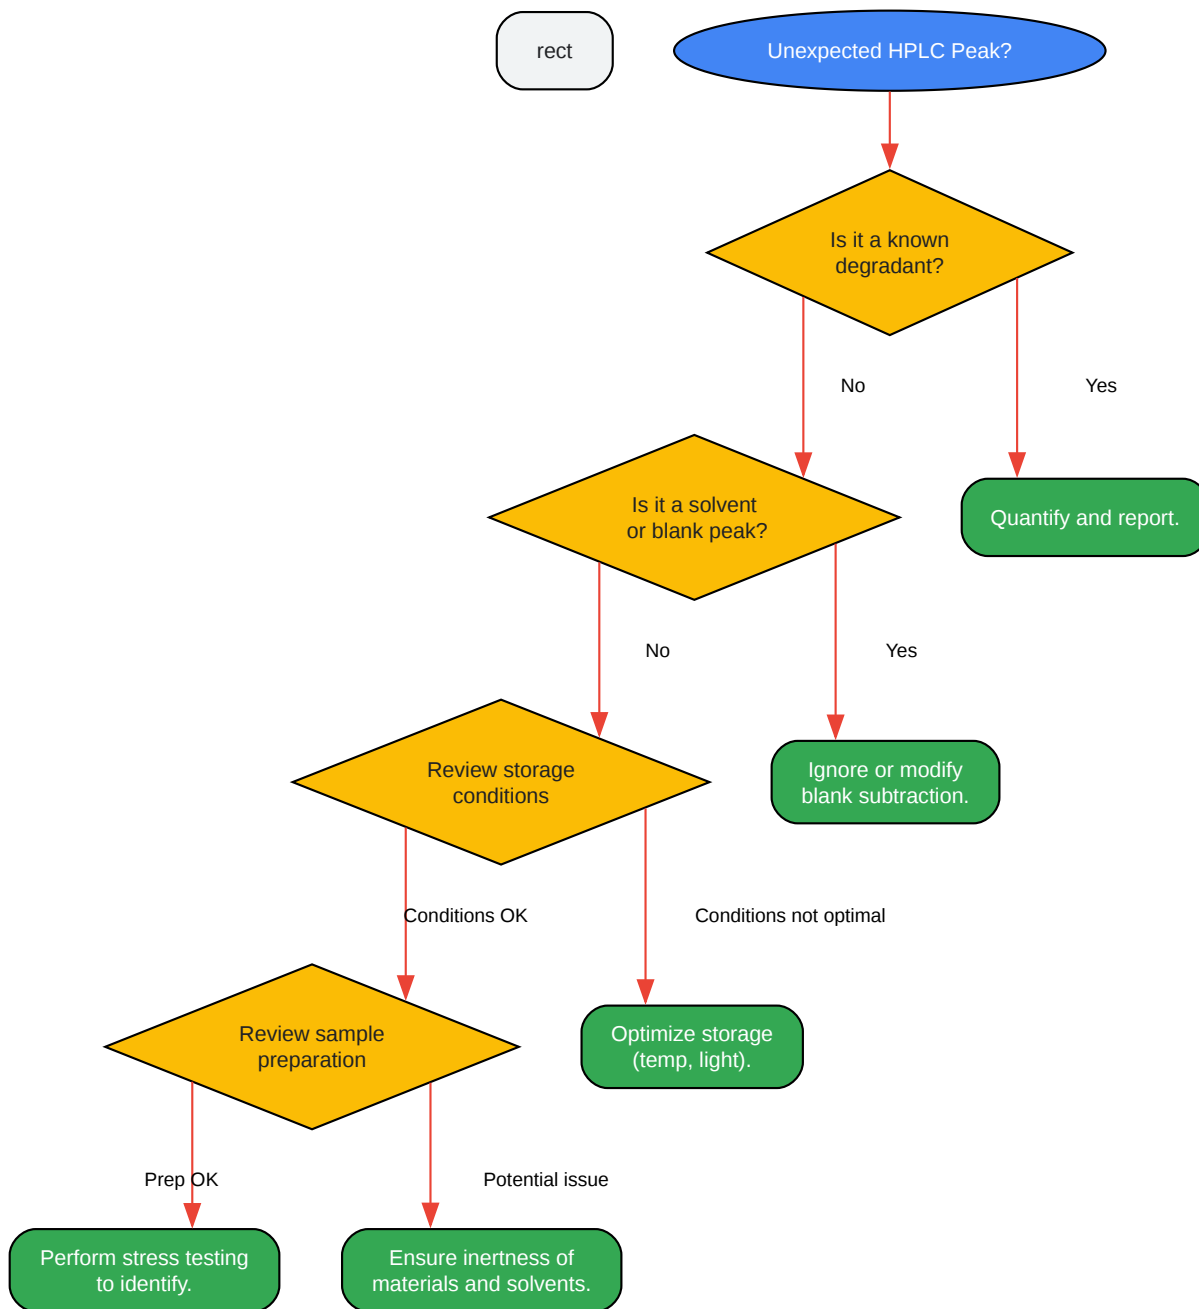 rect
Unexpected HPLC Peak?
Is it a known
degradant?
No
Yes
Is it a solvent
or blank peak?
Quantify and report.
No
Yes
Review storage
conditions
Ignore or modify
blank subtraction.
Conditions OK
Conditions not optimal
Review sample
preparation
Optimize storage
(temp, light).
Prep OK
Potential issue
Perform stress testing
to identify.
Ensure inertness of
materials and solvents.